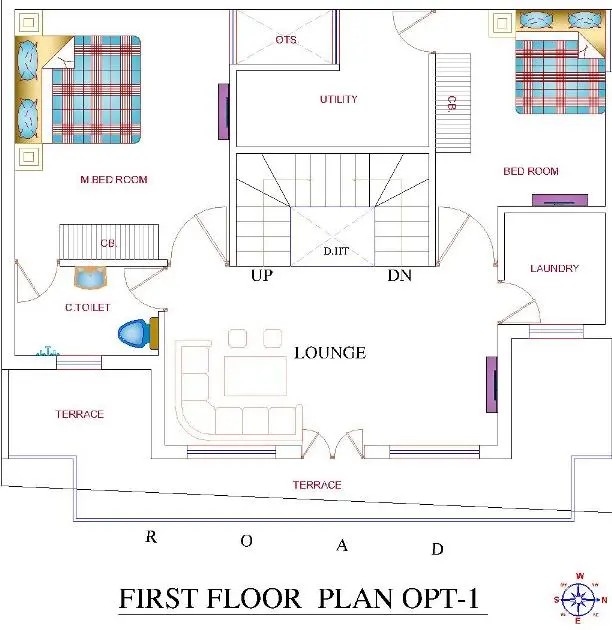 OTS
UTILITY
CB.
M.BED ROOM
BED ROOM
CB.
D.HT
UP
DN
LAUNDRY
C.TOILET
LOUNGE
TERRACE
TERRACE
R O A D
FIRST FLOOR PLAN OPT-1
W
S
N
E